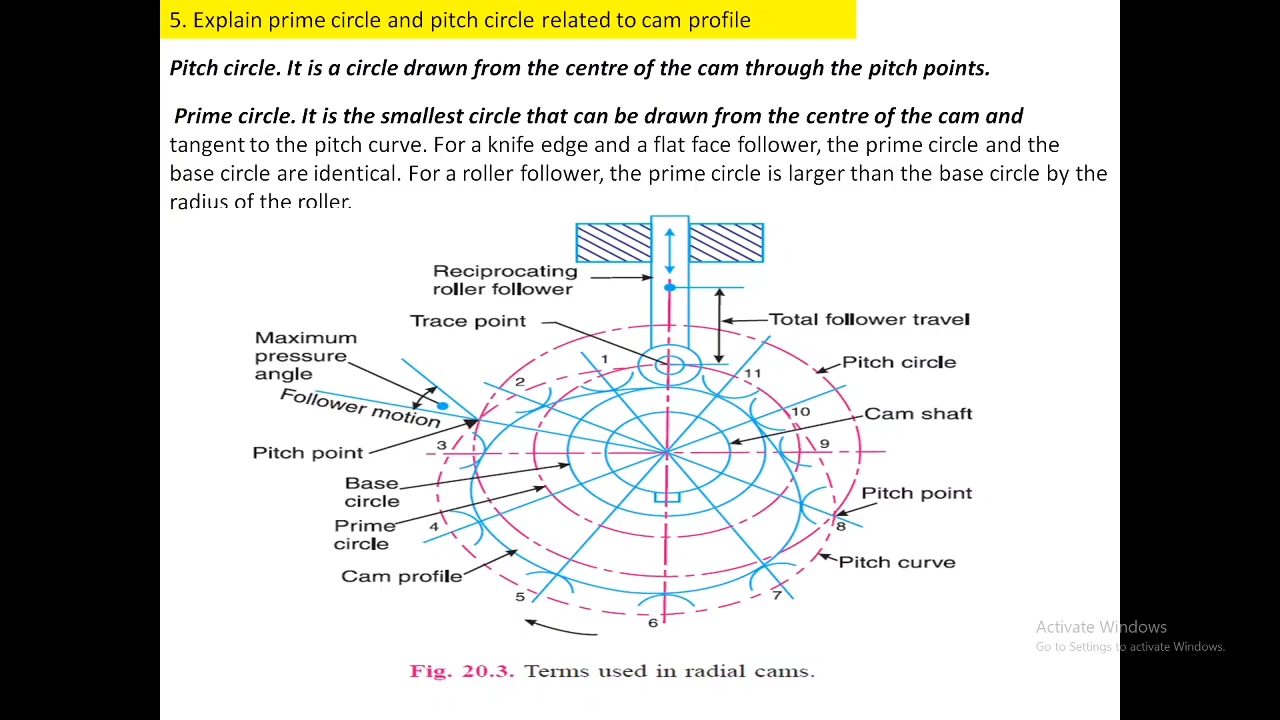 5. Explain prime circle and pitch circle related to cam profile
Pitch circle. It is a circle drawn from the centre of the cam through the pitch points.
Prime circle. It is the smallest circle that can be drawn from the centre of the cam and
tangent to the pitch curve. For a knife edge and a flat face follower, the prime circle and the
base circle are identical. For a roller follower, the prime circle is larger than the base circle by the
radius of the roller.
Reciprocating
roller follower
Trace point
Total follower travel
Maximum
pressure
angle
Pitch circle
Follower motion
Cam shaft
Pitch point
Base
circle
Pitch point
Prime
circle
Pitch curve
Cam profile
1
2
3
4
5
6
7
8
9
10
11
Activate Windows
Go to Settings to activate Windows.
Fig. 20.3. Terms used in radial cams.